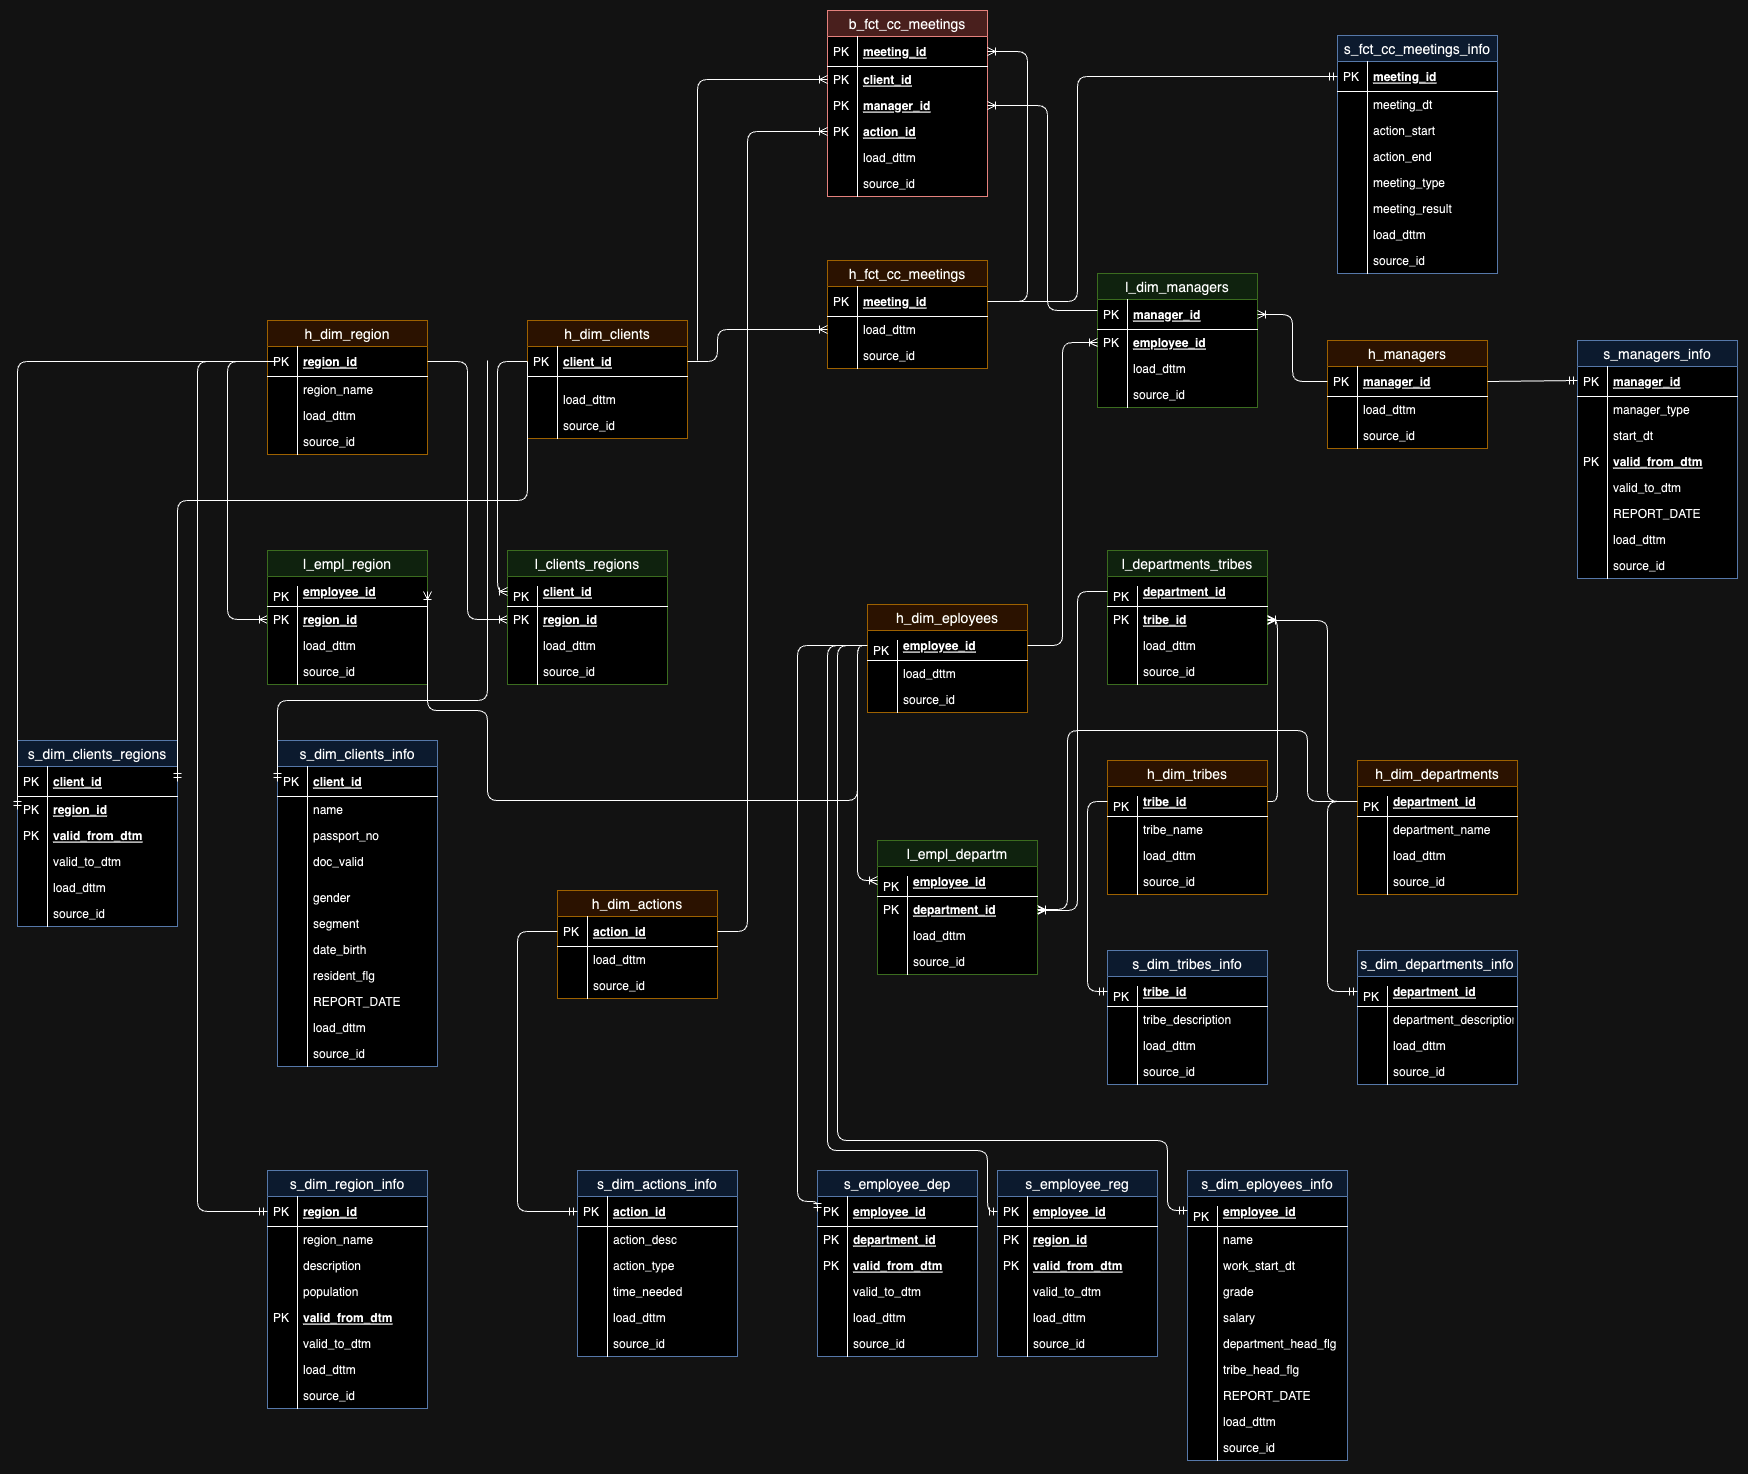 b_fct_cc_meetings
PK meeting_id
PK client_id
PK manager_id
PK action_id
load_dttm
source_id
s_fct_cc_meetings_info
PK meeting_id
meeting_dt
action_start
action_end
meeting_type
meeting_result
load_dttm
source_id
h_fct_cc_meetings
PK meeting_id
load_dttm
source_id
l_dim_managers
PK manager_id
PK employee_id
load_dttm
source_id
h_dim_region
PK region_id
region_name
load_dttm
source_id
h_dim_clients
PK client_id
load_dttm
source_id
h_managers
PK manager_id
load_dttm
source_id
s_managers_info
PK manager_id
manager_type
start_dt
PK valid_from_dtm
valid_to_dtm
REPORT_DATE
load_dttm
source_id
l_empl_region
PK employee_id
PK region_id
load_dttm
source_id
l_clients_regions
PK client_id
PK region_id
load_dttm
source_id
h_dim_eployees
PK employee_id
load_dttm
source_id
l_departments_tribes
PK department_id
PK tribe_id
load_dttm
source_id
s_dim_clients_regions
PK client_id
PK region_id
PK valid_from_dtm
valid_to_dtm
load_dttm
source_id
s_dim_clients_info
PK client_id
name
passport_no
doc_valid
gender
segment
date_birth
resident_flg
REPORT_DATE
load_dttm
source_id
h_dim_tribes
PK tribe_id
tribe_name
load_dttm
source_id
h_dim_departments
PK department_id
department_name
load_dttm
source_id
l_empl_departm
PK employee_id
PK department_id
load_dttm
source_id
h_dim_actions
PK action_id
load_dttm
source_id
s_dim_tribes_info
PK tribe_id
tribe_description
load_dttm
source_id
s_dim_departments_info
PK department_id
department_descriptio
load_dttm
source_id
s_dim_region_info
PK region_id
region_name
description
population
PK valid_from_dtm
valid_to_dtm
load_dttm
source_id
s_dim_actions_info
PK action_id
action_desc
action_type
time_needed
load_dttm
source_id
s_employee_dep
PK employee_id
PK department_id
PK valid_from_dtm
valid_to_dtm
load_dttm
source_id
s_employee_reg
PK employee_id
PK region_id
PK valid_from_dtm
valid_to_dtm
load_dttm
source_id
s_dim_eployees_info
PK employee_id
name
work_start_dt
grade
salary
department_head_flg
tribe_head_flg
REPORT_DATE
load_dttm
source_id